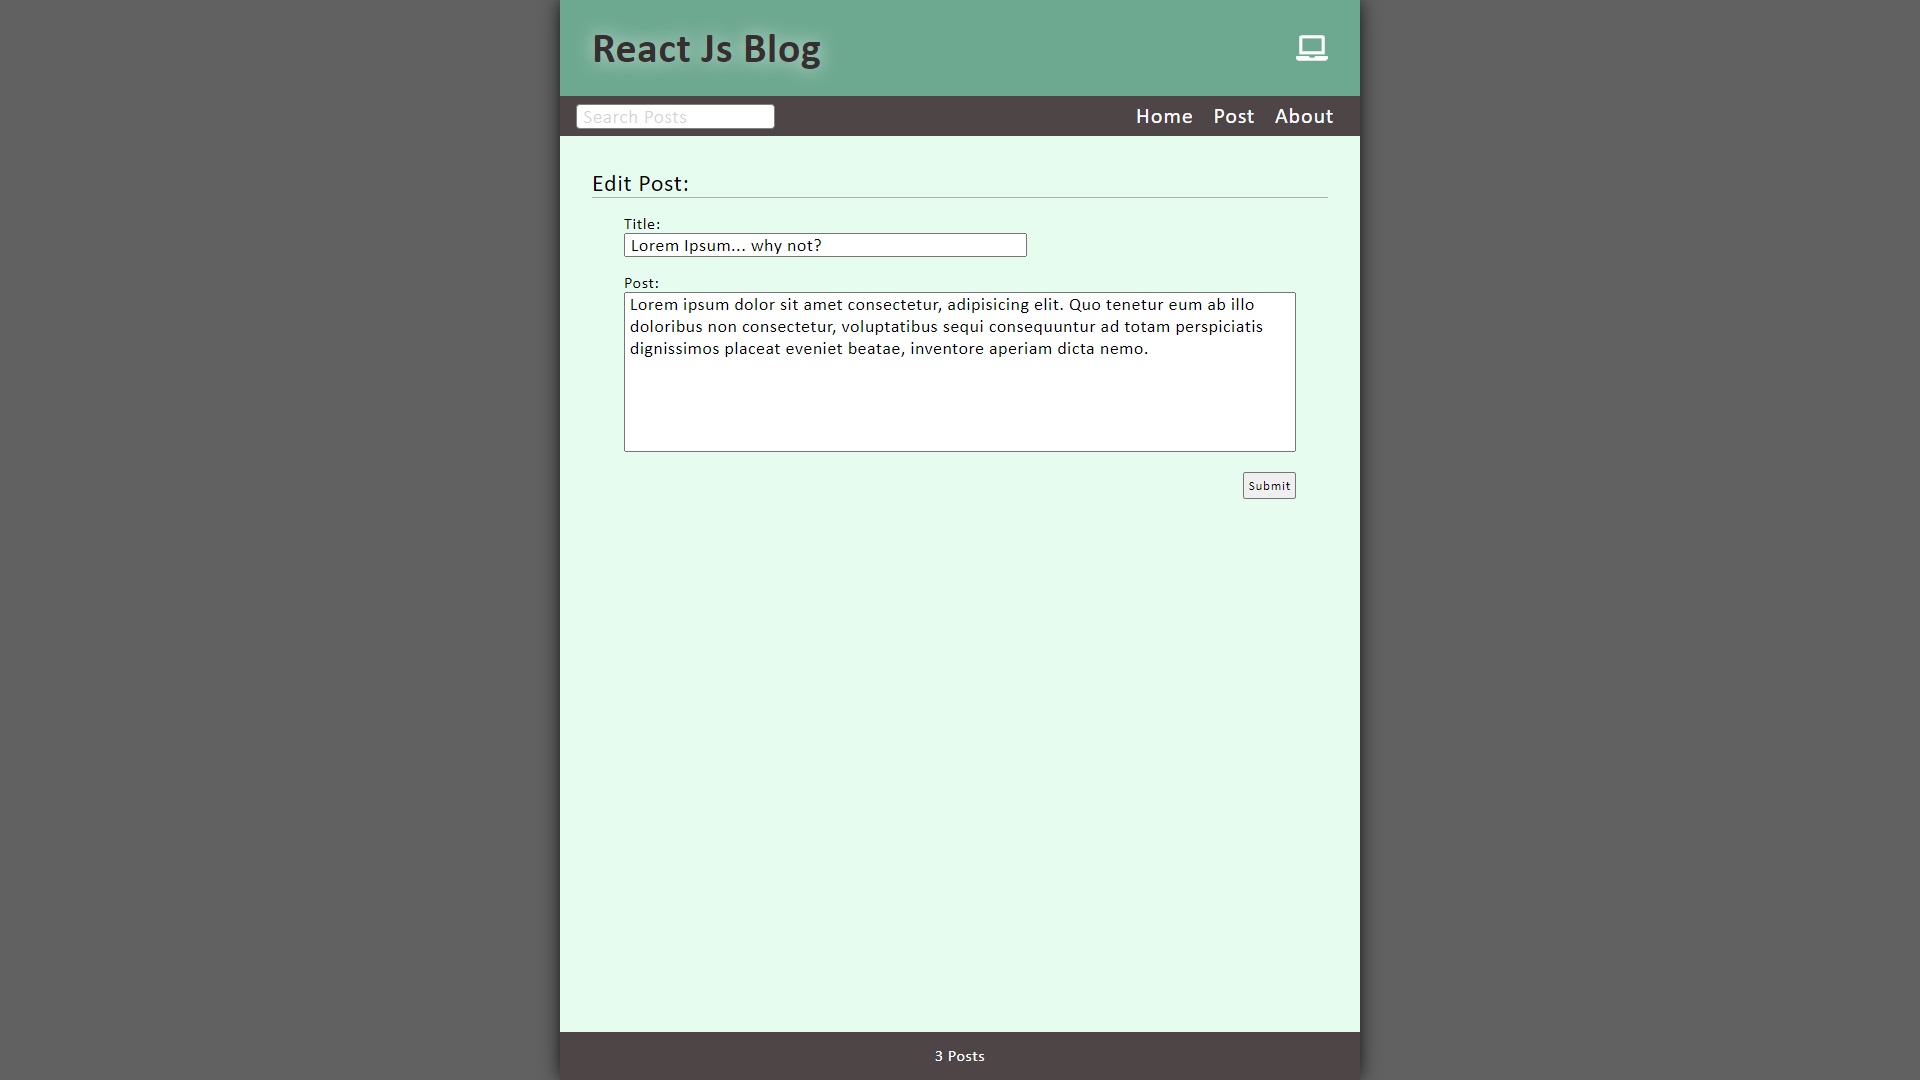 React Js Blog
Search Posts
Home Post About
Edit Post:
Title:
Lorem Ipsum... why not?
Post:
Lorem ipsum dolor sit amet consectetur, adipisicing elit. Quo tenetur eum ab illo
doloribus non consectetur, voluptatibus sequi consequuntur ad totam perspiciatis
dignissimos placeat eveniet beatae, inventore aperiam dicta nemo.
Submit
3 Posts